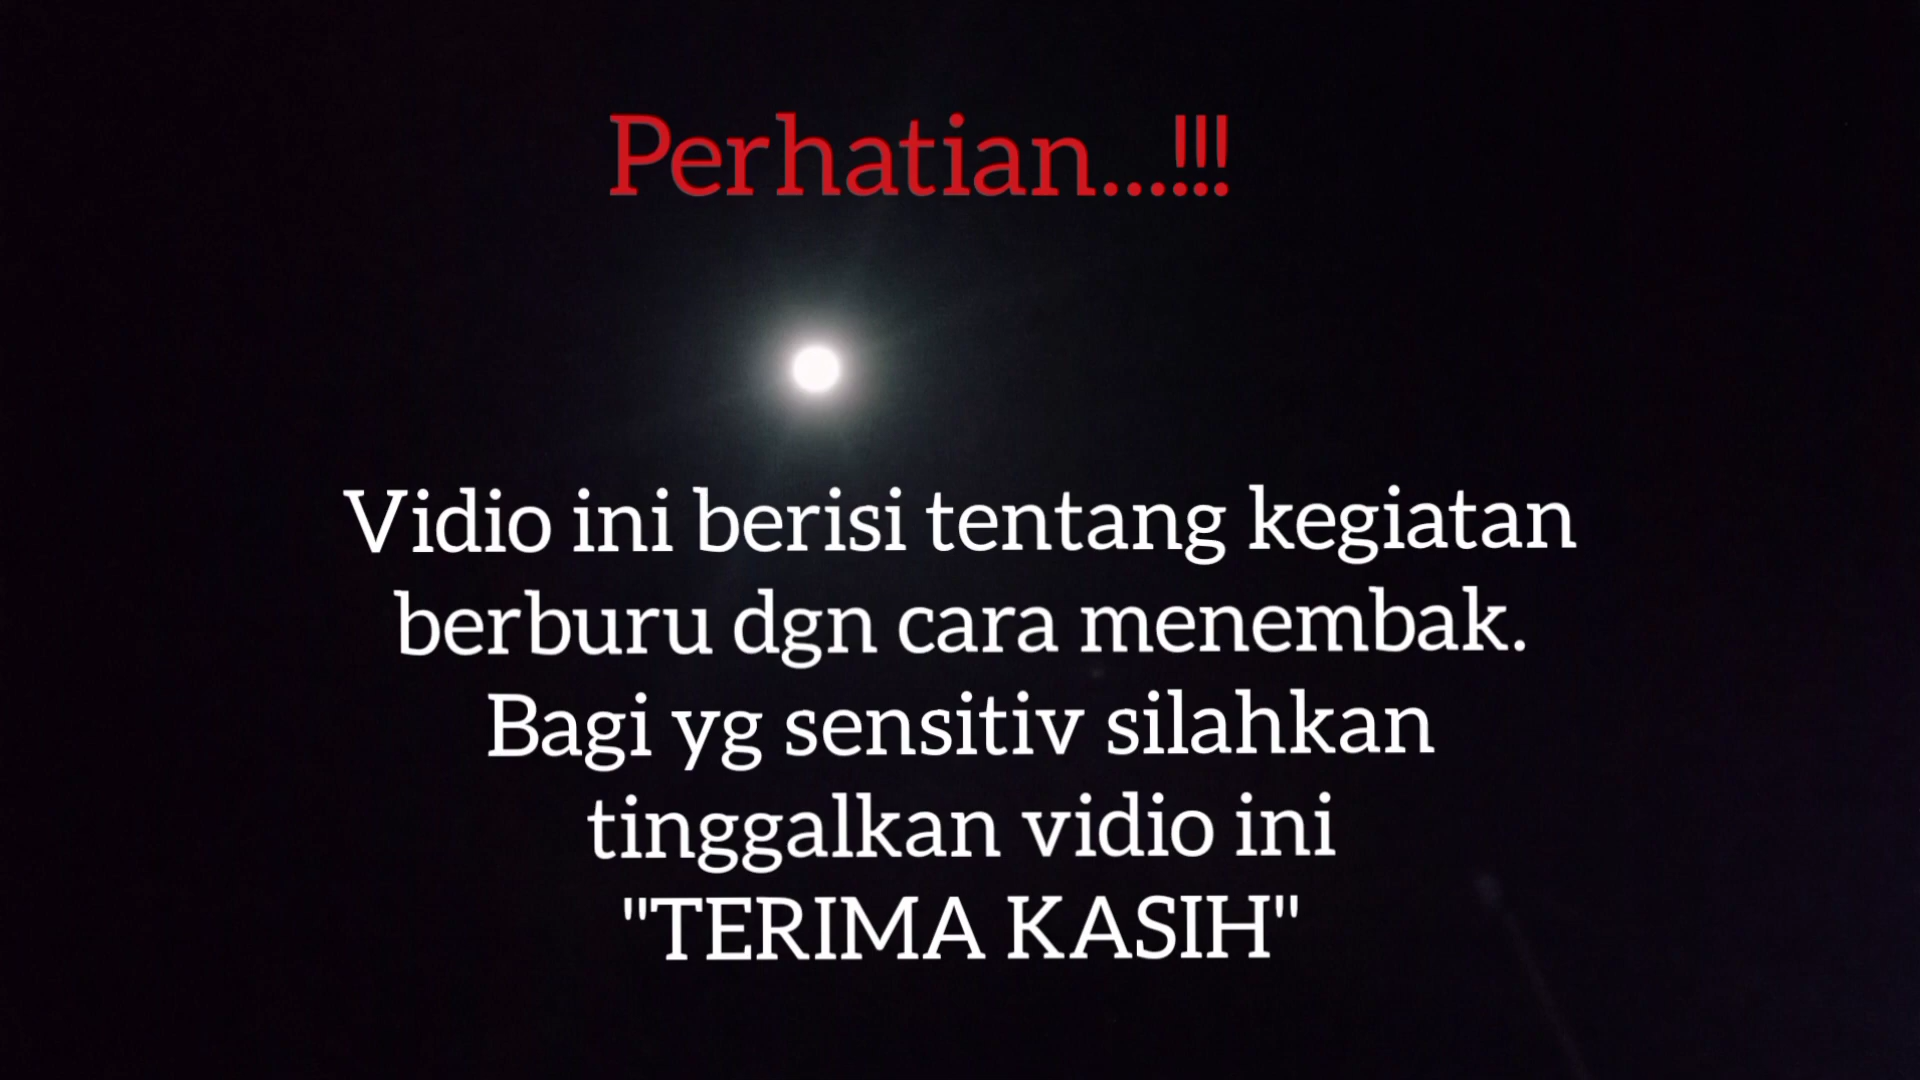 Perhatian...!!!
Vidio ini berisi tentang kegiatan
berburu dgn cara menembak.
Bagi yg sensitiv silahkan
tinggalkan vidio ini
"TERIMA KASIH"